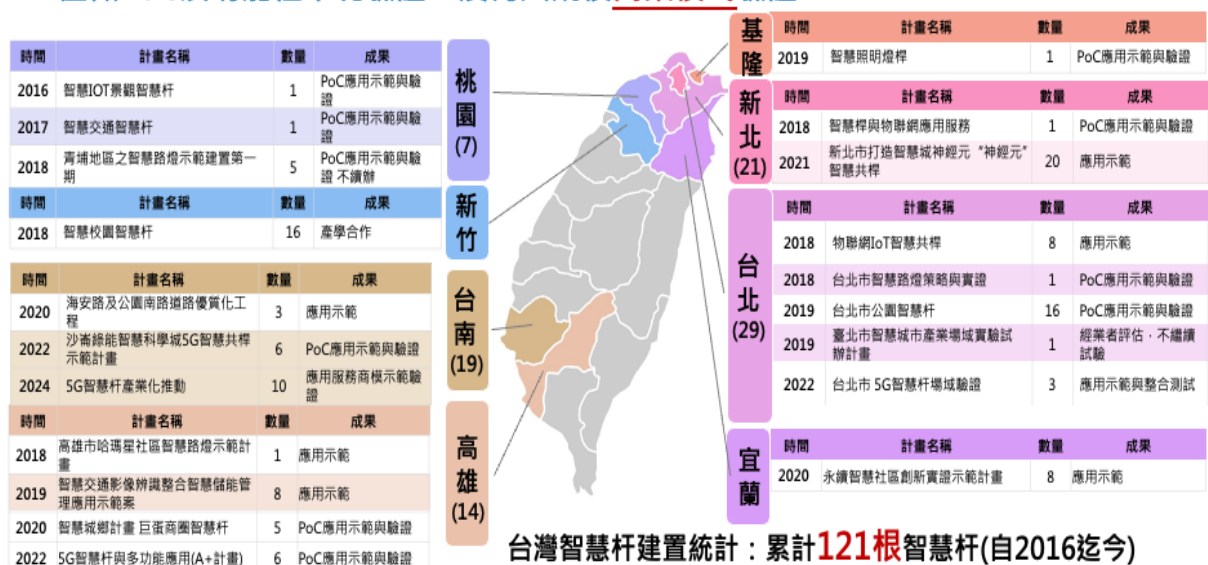 時間 計畫名稱 數量 成果
2016 智慧IOT景觀智慧杆 1 PoC應用示範與驗
證
2017 智慧交通智慧杆 1 PoC應用示範與驗
證
2018 青埔地區之智慧路燈示範建置第一
期 5 PoC應用示範與驗
證 不續辦
桃
園
(7)
時間 計畫名稱 數量 成果
2018 智慧校園智慧杆 16 產學合作
新
竹
時間 計畫名稱 數量 成果
2020 海安路及公園南路道路優質化工
程 3 應用示範
2022 沙崙綠能智慧科學城5G智慧共桿
示範計畫 6 PoC應用示範與驗證
2024 5G智慧杆產業化推動 10 應用服務商模示範驗
證
台
南
(19)
時間 計畫名稱 數量 成果
2018 高雄市哈瑪星社區智慧路燈示範計
畫 1 應用示範
2019 智慧交通影像辨識整合智慧儲能管
理應用示範案 8 應用示範
2020 智慧城鄉計畫 巨蛋商圈智慧杆 5 PoC應用示範與驗證
2022 5G智慧杆與多功能應用(A+計畫) 6 PoC應用示範與驗證
高
雄
(14)
基
隆
時間 計畫名稱 數量 成果
2019 智慧照明燈桿 1 PoC應用示範與驗證
新
北
(21)
時間 計畫名稱 數量 成果
2018 智慧桿與物聯網應用服務 1 PoC應用示範與驗證
2021 新北市打造智慧城神經元“神經元”
智慧共桿 20 應用示範
台
北
(29)
時間 計畫名稱 數量 成果
2018 物聯網IoT智慧共桿 8 應用示範
2018 台北市智慧路燈策略與實證 1 PoC應用示範與驗證
2019 台北市公園智慧杆 16 PoC應用示範與驗證
2019 臺北市智慧城市產業場域實驗試
辦計畫 1 經業者評估，不繼續
試驗
2022 台北市 5G智慧杆場域驗證 3 應用示範與整合測試
宜
蘭
時間 計畫名稱 數量 成果
2020 永續智慧社區創新實證示範計畫 8 應用示範
台灣智慧杆建置統計：累計121根智慧杆(自2016迄今)